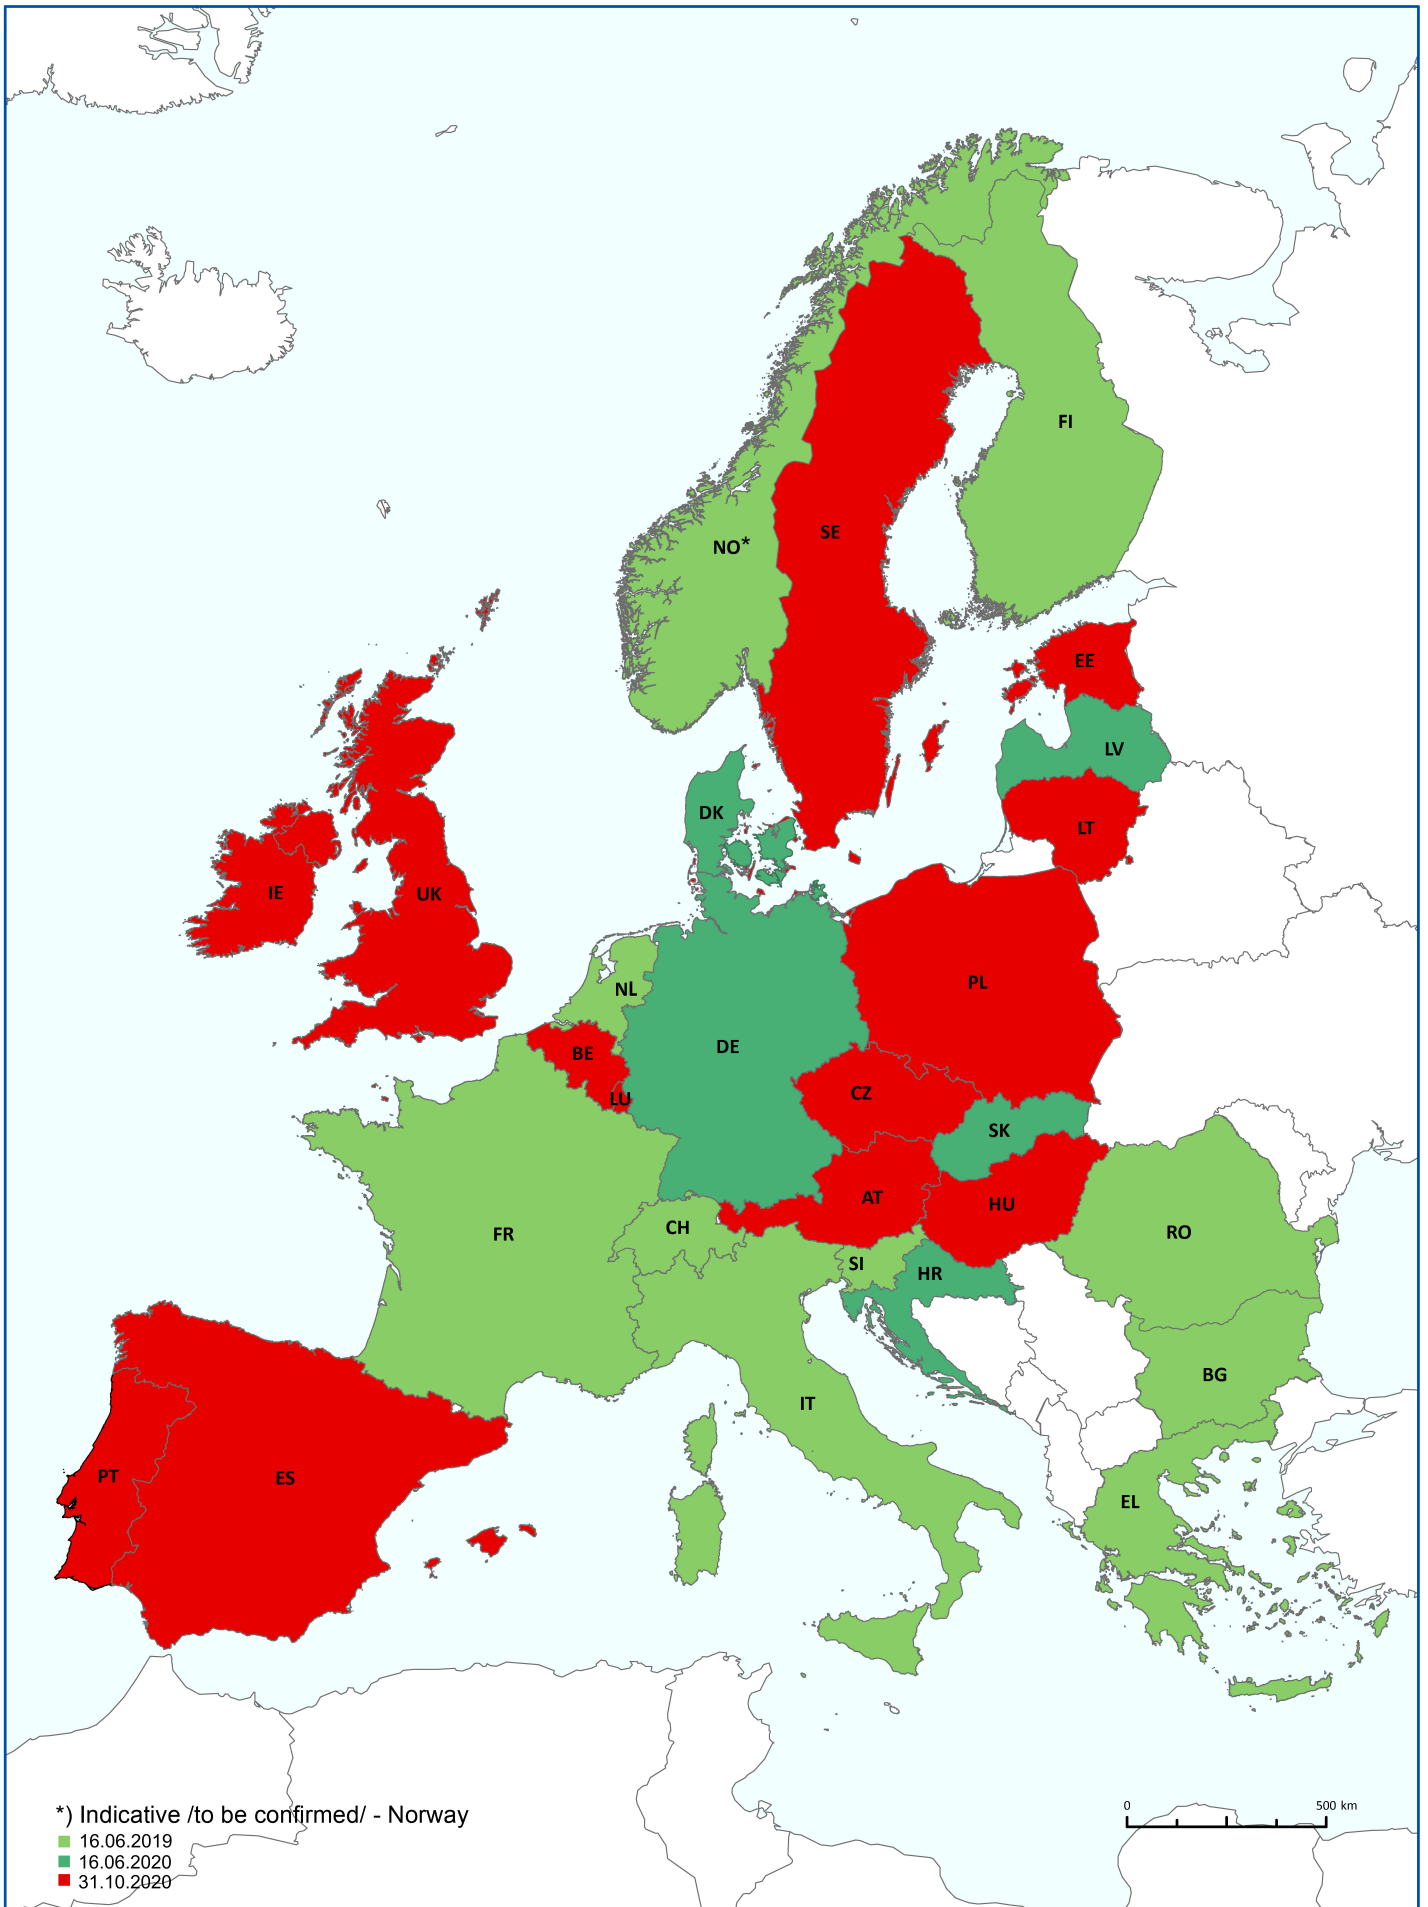 FI
SE
NO*
EE
LV
DK
LT
IE
UK
PL
NL
DE
BE
CZ
LU
SK
AT
HU
CH
RO
FR
SI
HR
BG
IT
PT
ES
EL
*) Indicative /to be confirmed/ - Norway
0 500 km
16.06.2019
16.06.2020
31.10.2020